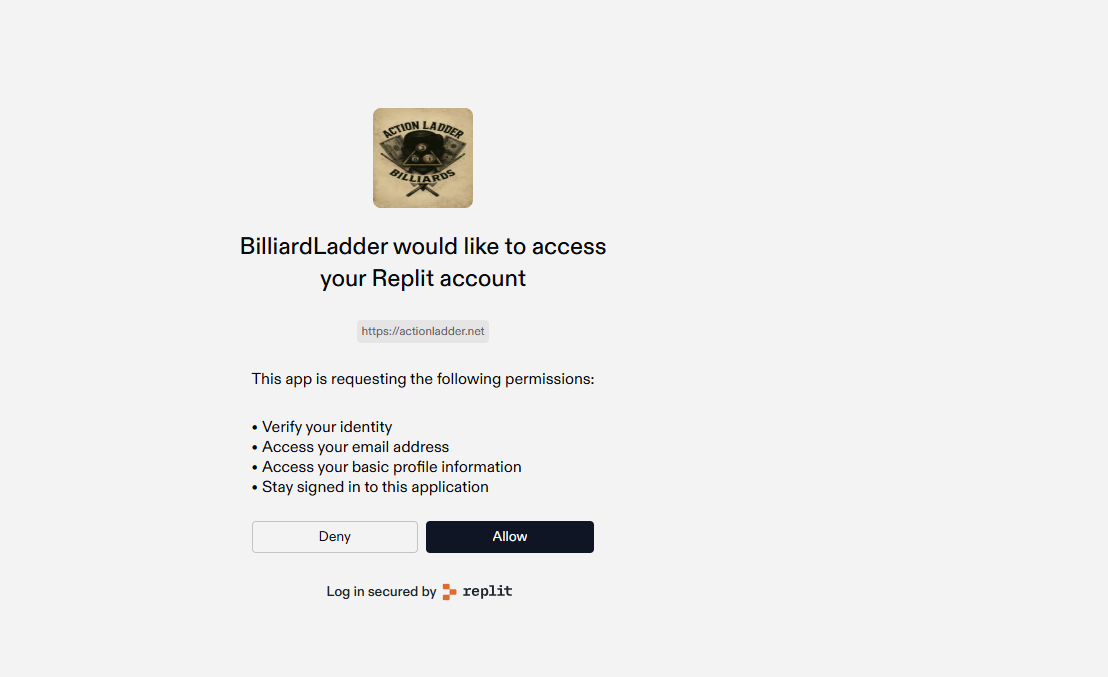 ACTION LADDER
BILLIARDS
BilliardLadder would like to access
your Replit account
https://actionladder.net
This app is requesting the following permissions:
• Verify your identity
• Access your email address
• Access your basic profile information
• Stay signed in to this application
Deny
Allow
Log in secured by replit